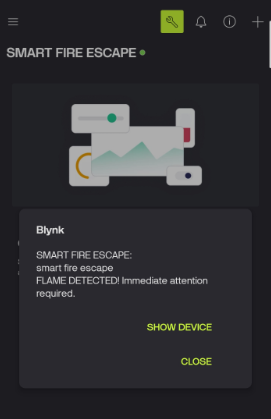 SMART FIRE ESCAPE
Blynk
SMART FIRE ESCAPE:
smart fire escape
FLAME DETECTED! Immediate attention
required.
SHOW DEVICE
CLOSE